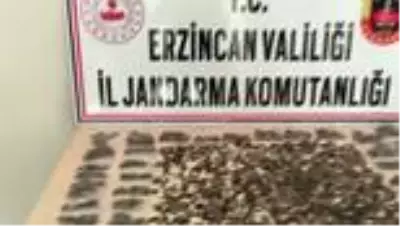 T.C.
ERZİNCAN VALİLİĞİ
İL JANDARMA KOMUTANLIĞI